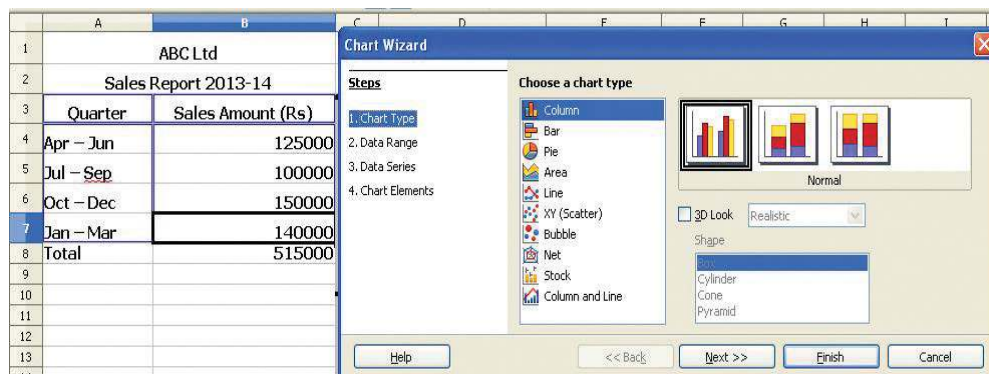 A B C D E F G H I
1 ABC Ltd
2 Sales Report 2013-14
3 Quarter Sales Amount (Rs)
4 Apr – Jun 125000
5 Jul – Sep 100000
6 Oct – Dec 150000
7 Jan – Mar 140000
8 Total 515000
9
10
11
12
13
Chart Wizard
Steps
1. Chart Type
2. Data Range
3. Data Series
4. Chart Elements
Choose a chart type
Column
Bar
Pie
Area
Line
XY (Scatter)
Bubble
Net
Stock
Column and Line
Normal
3D Look Realistic
Shape
Box
Cylinder
Cone
Pyramid
Help << Back Next >> Finish Cancel